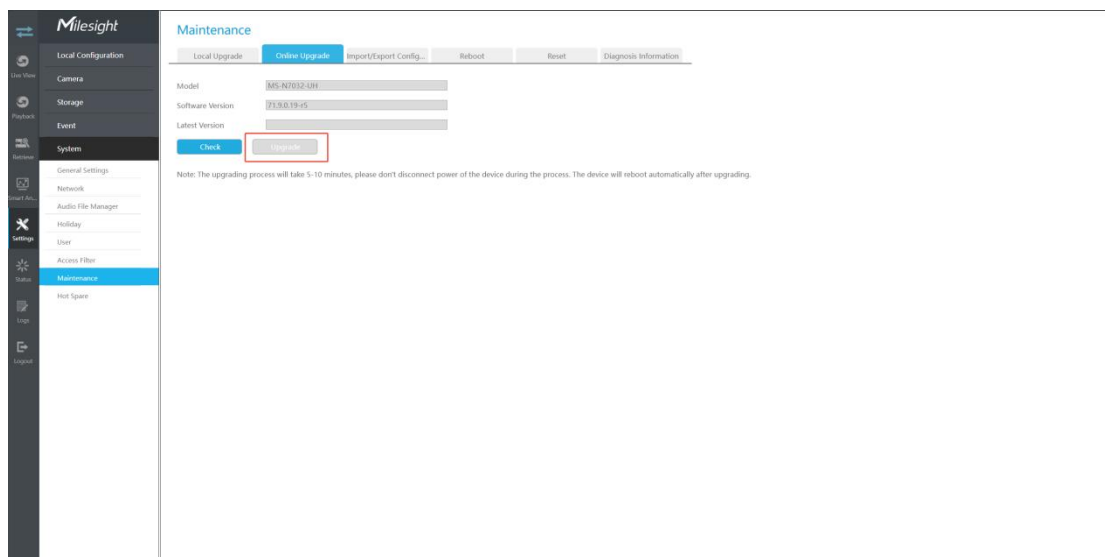 Milesight
Live View
Playback
Retrieve
Smart An...
Settings
Status
Logs
Logout
Local Configuration
Camera
Storage
Event
System
General Settings
Network
Audio File Manager
Holiday
User
Access Filter
Maintenance
Hot Spare
Maintenance
Local Upgrade Online Upgrade Import/Export Config... Reboot Reset Diagnosis Information
Model MS-N7032-UH
Software Version 71.9.0.19-r5
Latest Version
Check Upgrade
Note: The upgrading process will take 5-10 minutes, please don't disconnect power of the device during the process. The device will reboot automatically after upgrading.